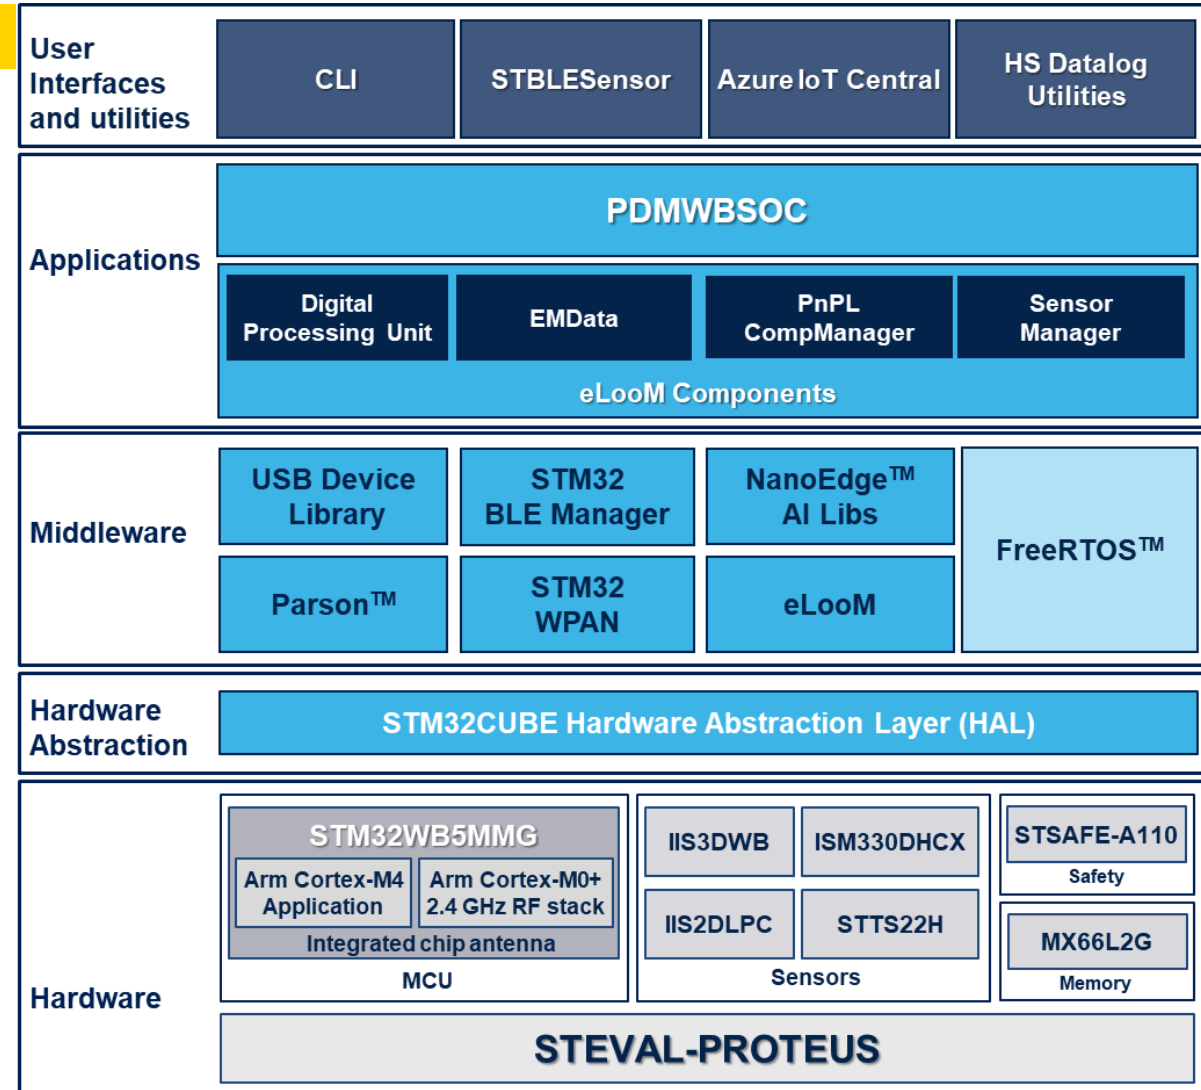 User
Interfaces
and utilities
CLI
STBLESensor
Azure IoT Central
HS Datalog
Utilities
Applications
PDMWBSOC
Digital
Processing Unit
EMData
PnPL
CompManager
Sensor
Manager
eLooM Components
Middleware
USB Device
Library
STM32
BLE Manager
NanoEdge™
AI Libs
FreeRTOS™
Parson™
STM32
WPAN
eLooM
Hardware
Abstraction
STM32CUBE Hardware Abstraction Layer (HAL)
Hardware
STM32WB5MMG
Arm Cortex-M4
Application
Arm Cortex-M0+
2.4 GHz RF stack
Integrated chip antenna
MCU
IIS3DWB
ISM330DHCX
IIS2DLPC
STTS22H
Sensors
STSAFE-A110
Safety
MX66L2G
Memory
STEVAL-PROTEUS